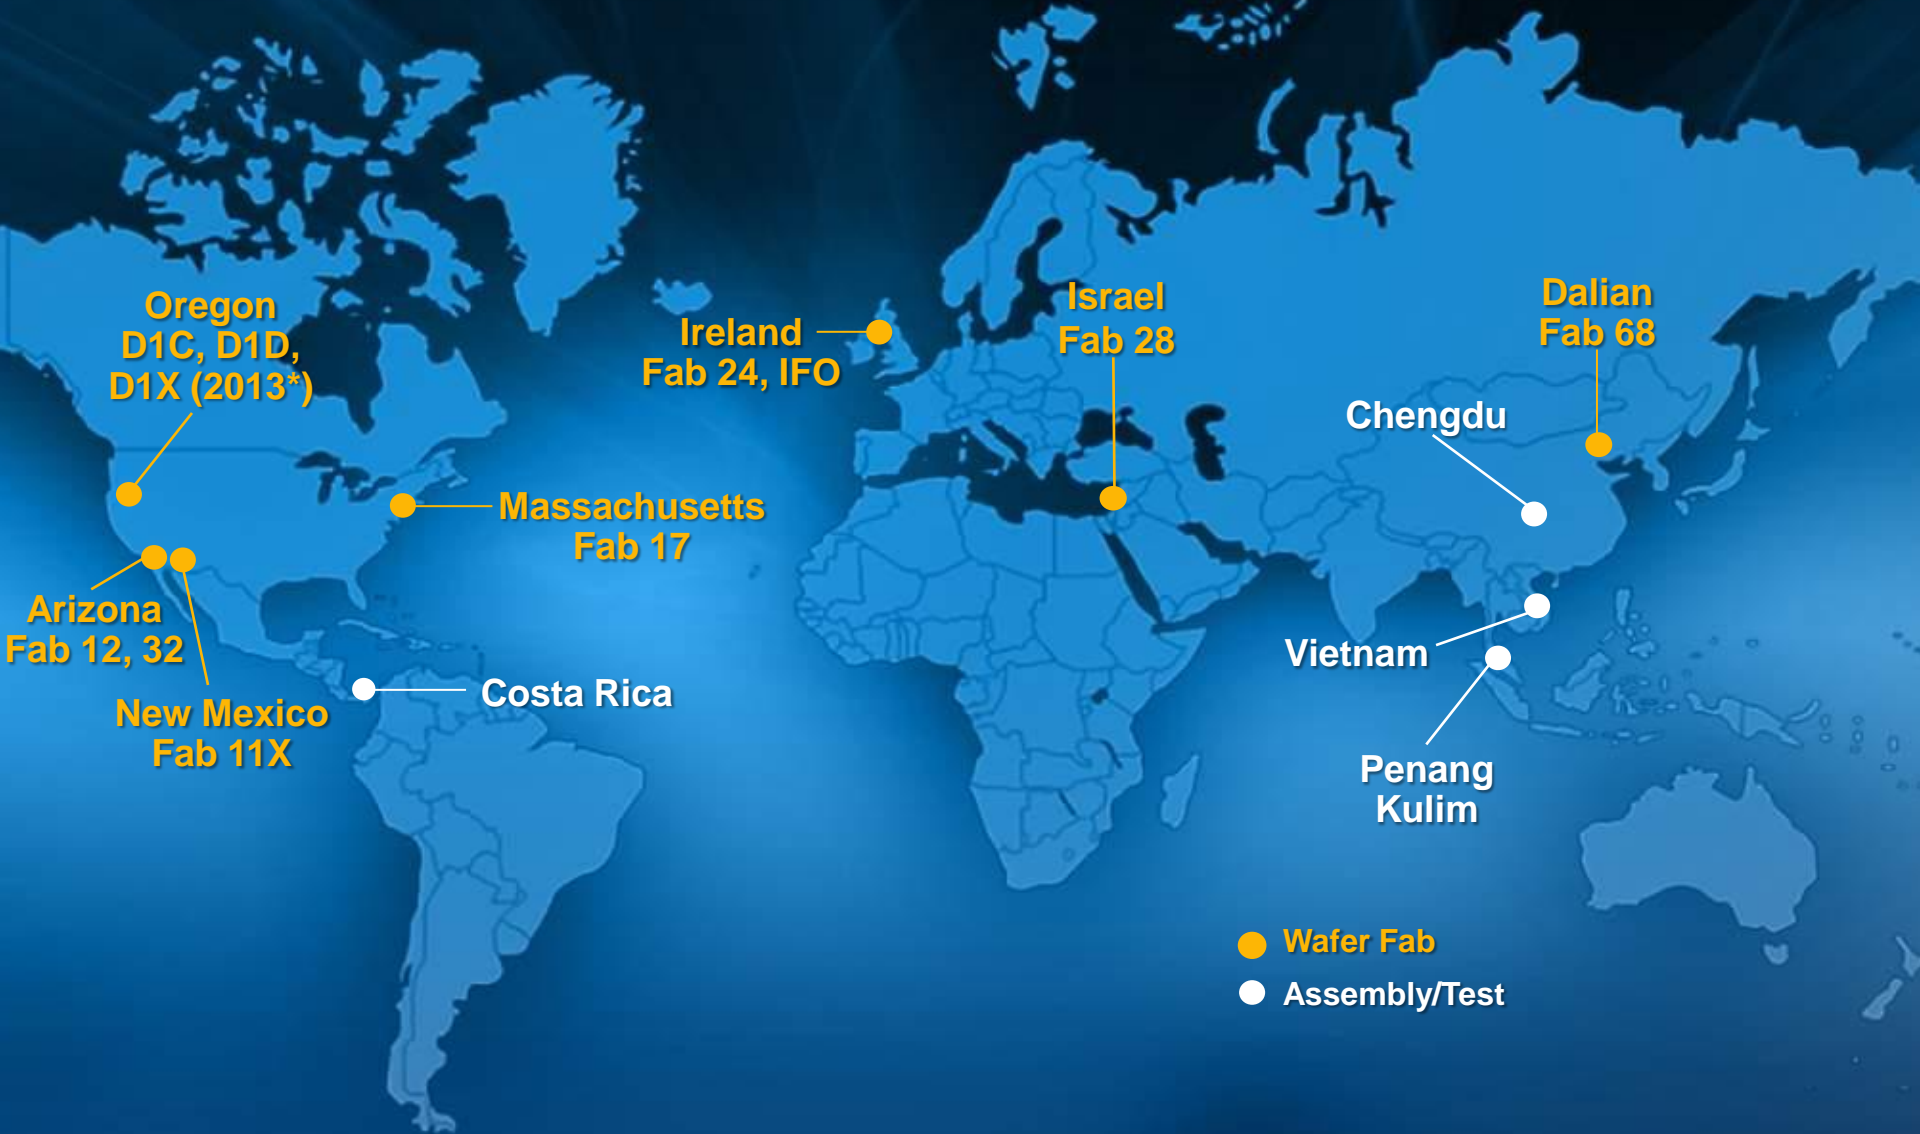 Oregon
D1C, D1D,
D1X (2013*)
Ireland
Fab 24, IFO
Israel
Fab 28
Dalian
Fab 68
Chengdu
Massachusetts
Fab 17
Arizona
Fab 12, 32
New Mexico
Fab 11X
Costa Rica
Vietnam
Penang
Kulim
Wafer Fab
Assembly/Test